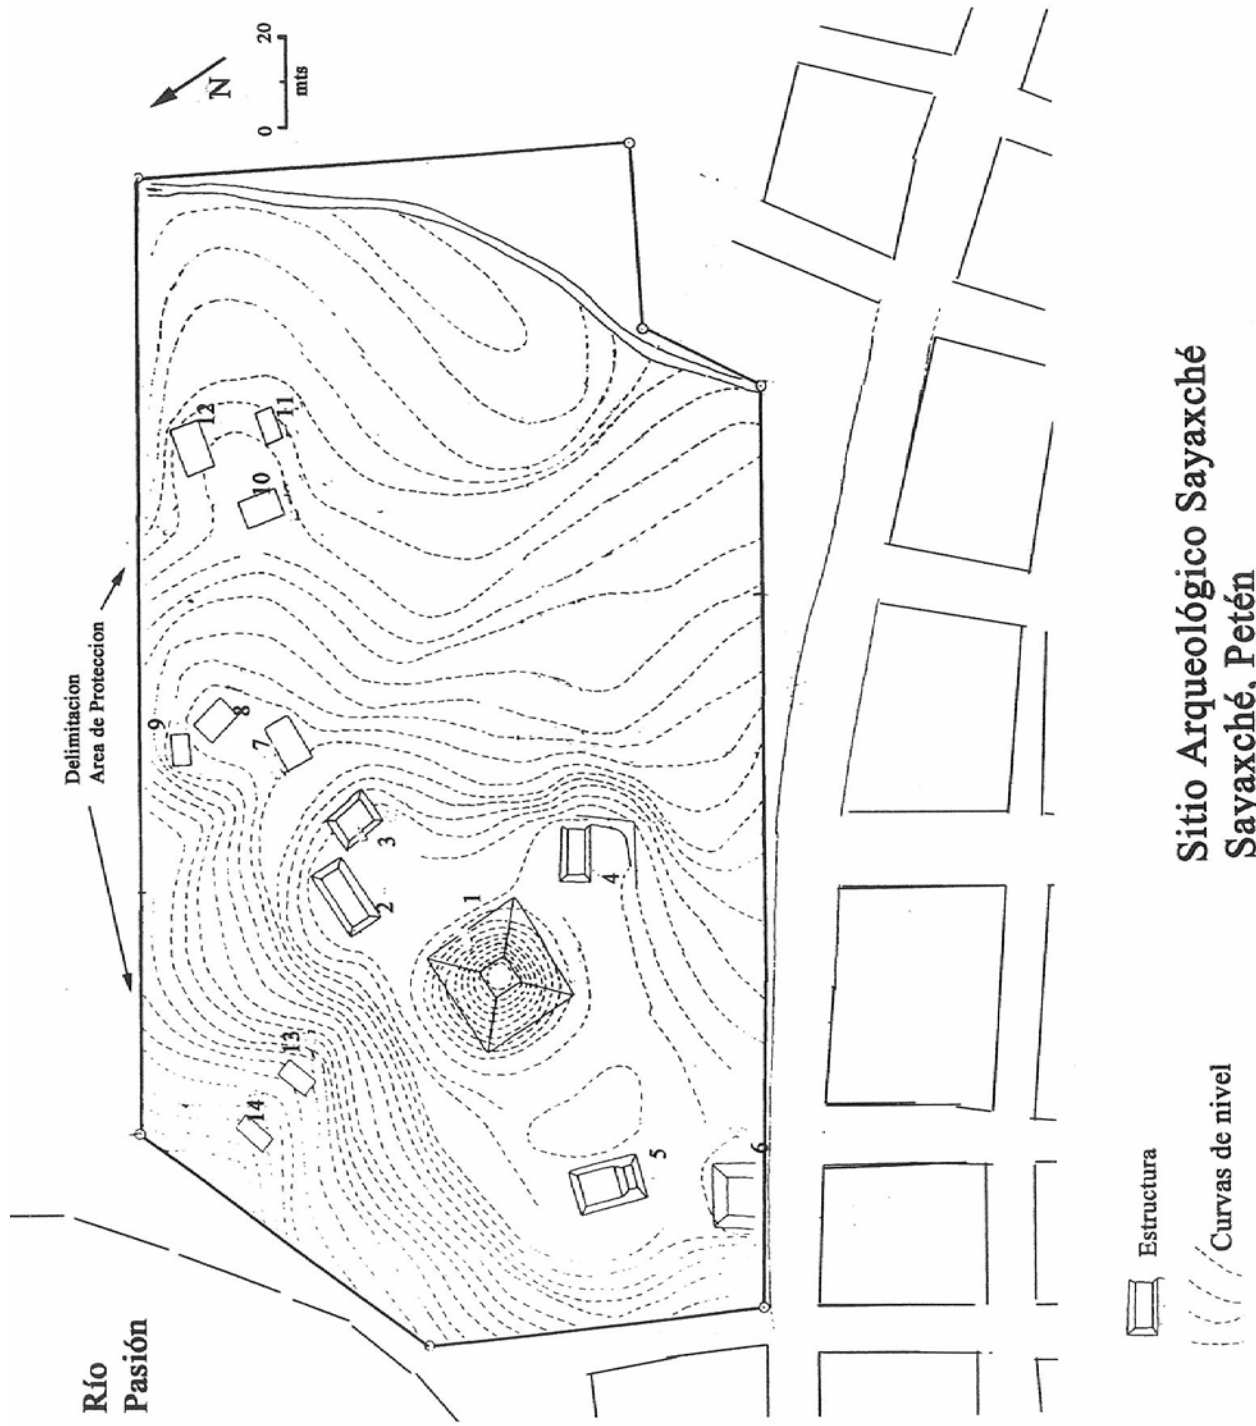 Río
Pasión
Delimitacion
Area de Proteccion
N
0 20
mts
1
2
3
4
5
6
7
8
9
10
11
12
13
14
Estructura
Curvas de nivel
Sitio Arqueológico Sayaxché
Sayaxché, Petén